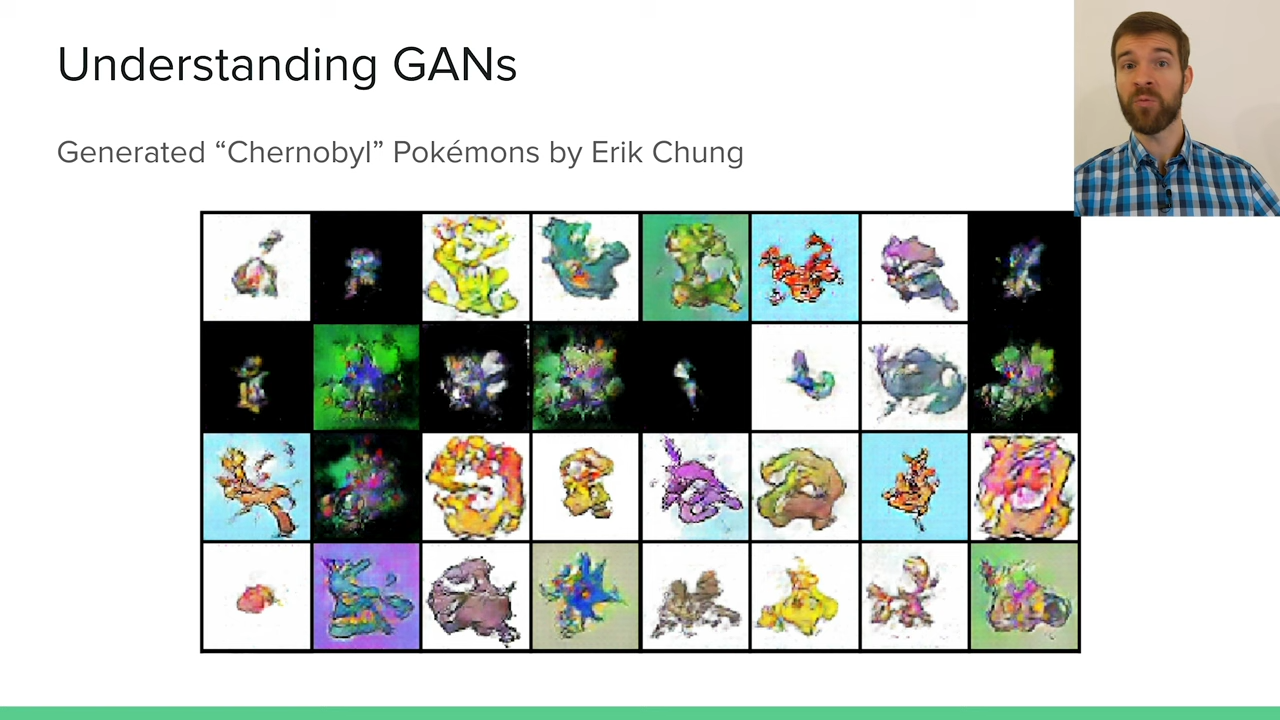 Understanding GANs
Generated “Chernobyl” Pokémons by Erik Chung